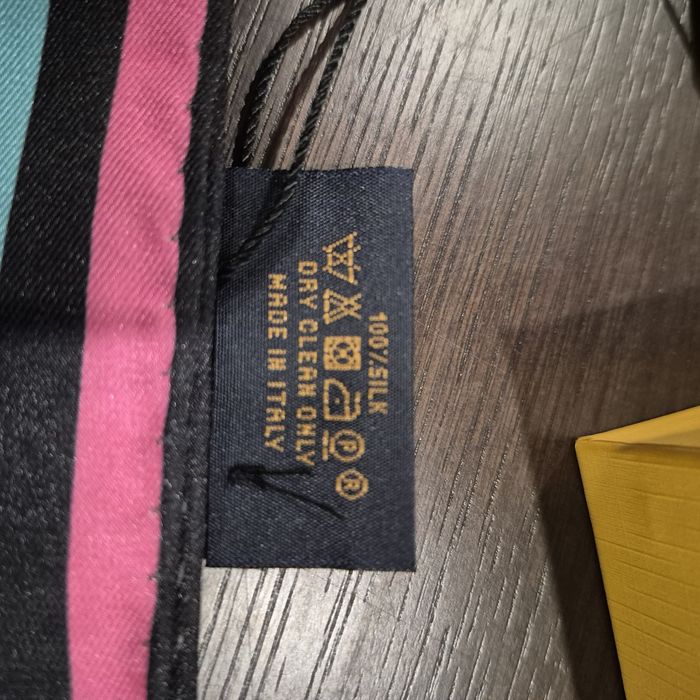 100% SILK
P ®
DRY CLEAN ONLY
MADE IN ITALY